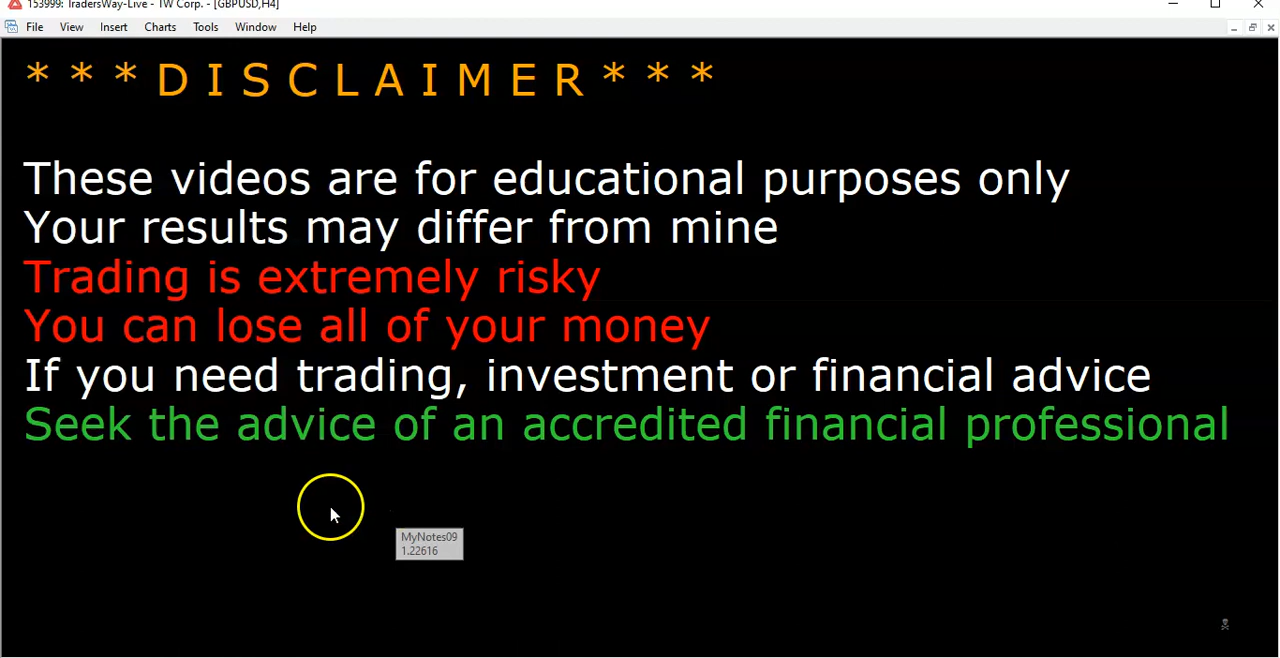 153999: TradersWay-Live - TW Corp. - [GBPUSD,H4]
File View Insert Charts Tools Window Help
* * * D I S C L A I M E R * * *
These videos are for educational purposes only
Your results may differ from mine
Trading is extremely risky
You can lose all of your money
If you need trading, investment or financial advice
Seek the advice of an accredited financial professional
MyNotes09
1.22616